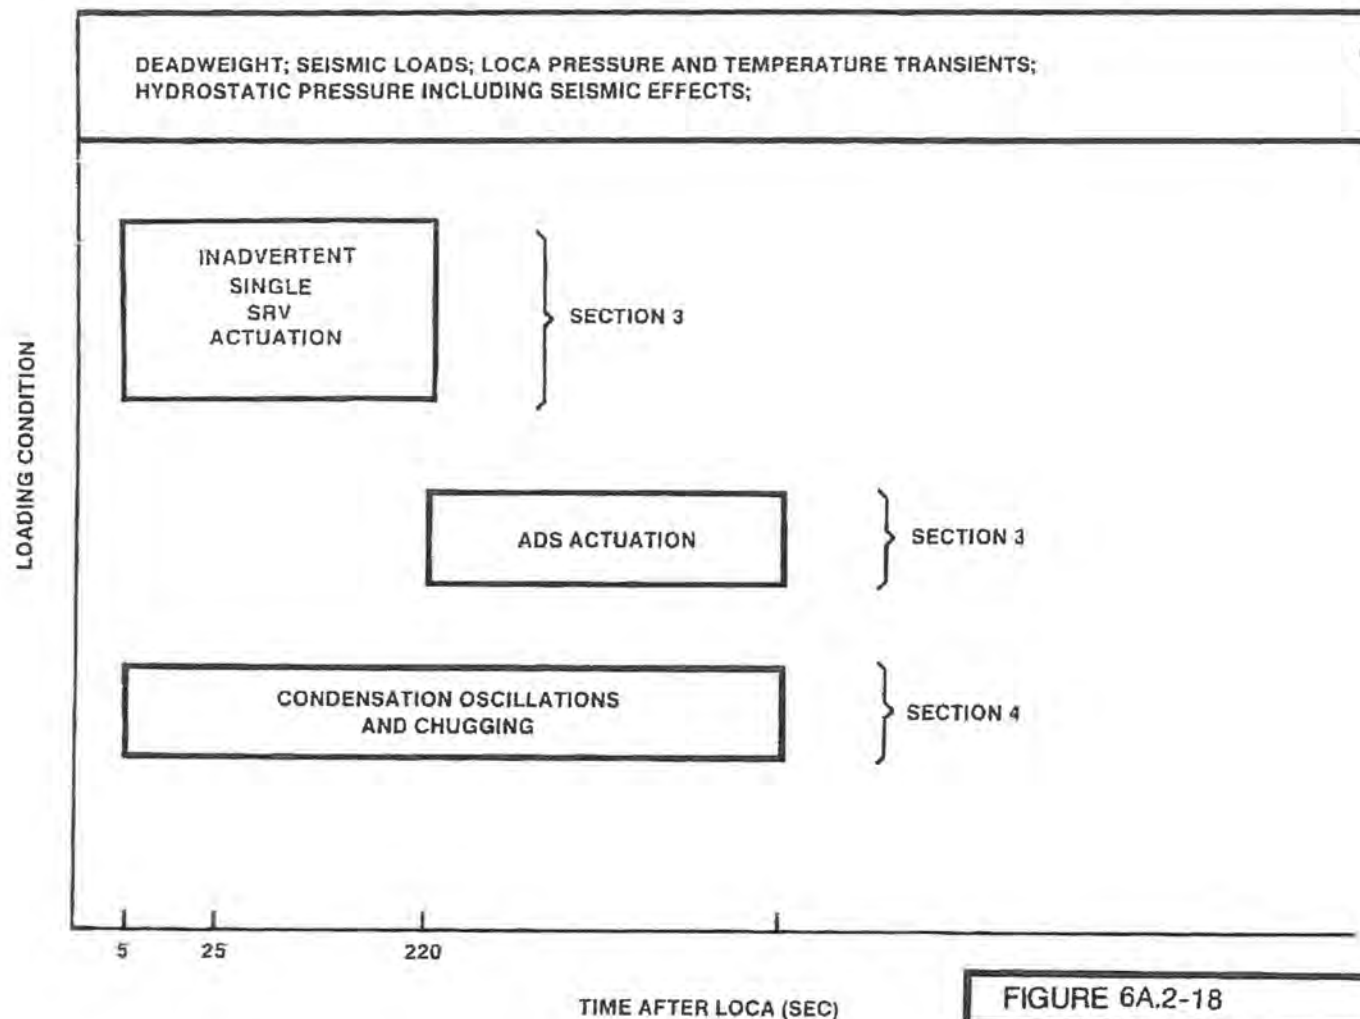 DEADWEIGHT; SEISMIC LOADS; LOCA PRESSURE AND TEMPERATURE TRANSIENTS;
HYDROSTATIC PRESSURE INCLUDING SEISMIC EFFECTS;
INADVERTENT
SINGLE
SRV
ACTUATION
SECTION 3
LOADING CONDITION
ADS ACTUATION
SECTION 3
CONDENSATION OSCILLATIONS
AND CHUGGING
SECTION 4
5 25 220
TIME AFTER LOCA (SEC)
FIGURE 6A.2-18